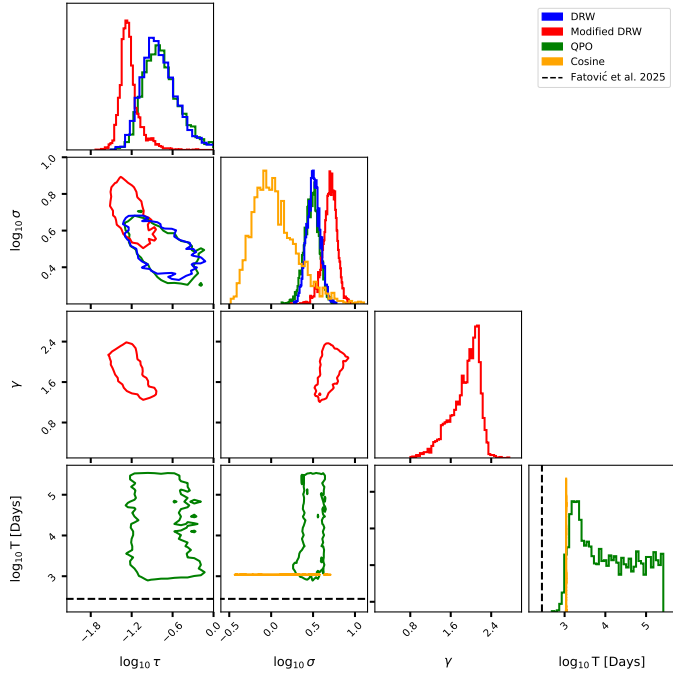 DRW
Modified DRW
QPO
Cosine
Fatović et al. 2025
1.0
0.8
0.6
0.4
log₁₀ σ
2.4
1.6
0.8
γ
5
4
3
log₁₀ T [Days]
−1.8 −1.2 −0.6 0.0
−0.5 0.0 0.5 1.0
0.8 1.6 2.4
3 4 5
log₁₀ τ
log₁₀ σ
γ
log₁₀ T [Days]